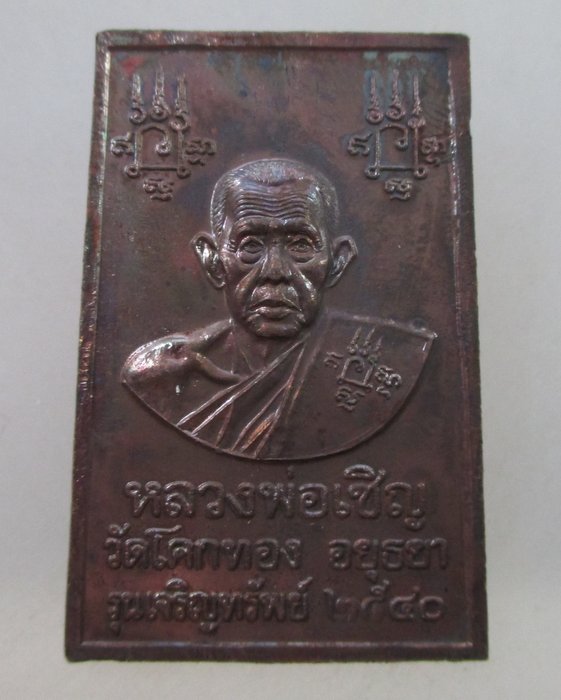 หลวงพ่อเชิญ
วัดโคกทอง อยุธยา
รุ่นเจริญทรัพย์ ๒๕๔๐